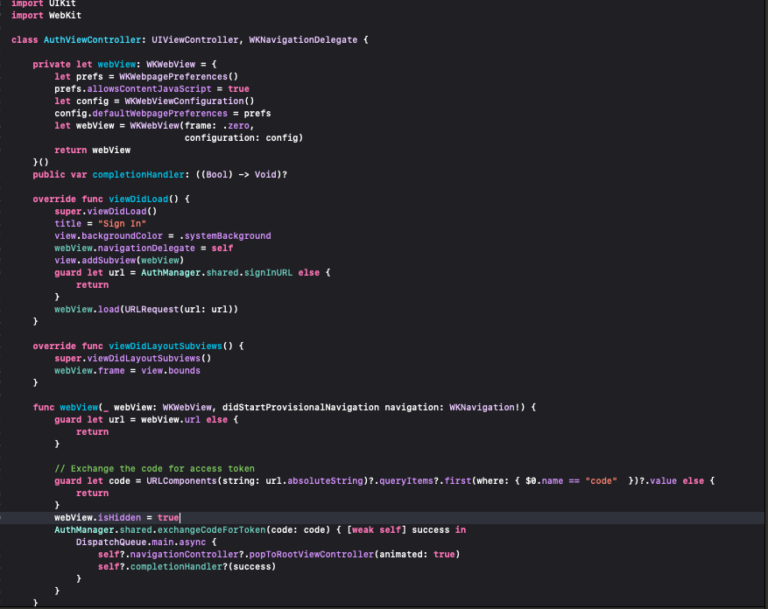 import UIKit
import WebKit
class AuthViewController: UIViewController, WKNavigationDelegate {
private let webView: WKWebView = {
let prefs = WKWebpagePreferences()
prefs.allowsContentJavaScript = true
let config = WKWebViewConfiguration()
config.defaultWebpagePreferences = prefs
let webView = WKWebView(frame: .zero,
configuration: config)
return webView
}()
public var completionHandler: ((Bool) -> Void)?
override func viewDidLoad() {
super.viewDidLoad()
title = "Sign In"
view.backgroundColor = .systemBackground
webView.navigationDelegate = self
view.addSubview(webView)
guard let url = AuthManager.shared.signInURL else {
return
}
webView.load(URLRequest(url: url))
}
override func viewDidLayoutSubviews() {
super.viewDidLayoutSubviews()
webView.frame = view.bounds
}
func webView(_ webView: WKWebView, didStartProvisionalNavigation navigation: WKNavigation!) {
guard let url = webView.url else {
return
}
// Exchange the code for access token
guard let code = URLComponents(string: url.absoluteString)?.queryItems?.first(where: { $0.name == "code"  })?.value else {
return
}
webView.isHidden = true
AuthManager.shared.exchangeCodeForToken(code: code) { [weak self] success in
DispatchQueue.main.async {
self?.navigationController?.popToRootViewController(animated: true)
self?.completionHandler?(success)
}
}
}